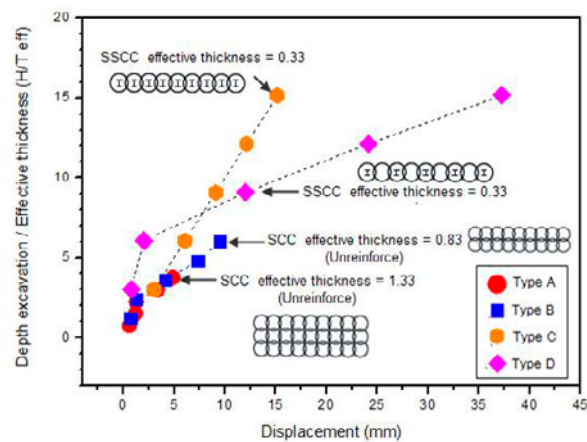 20
15
10
5
0
Depth excavation / Effective thickness (H/T eff)
SSCC effective thickness = 0.33
I I I I I I I I I
I I I I I
SSCC effective thickness = 0.33
SCC effective thickness = 0.83
(Unreinforce)
SCC effective thickness = 1.33
(Unreinforce)
Type A
Type B
Type C
Type D
0 5 10 15 20 25 30 35 40 45
Displacement (mm)